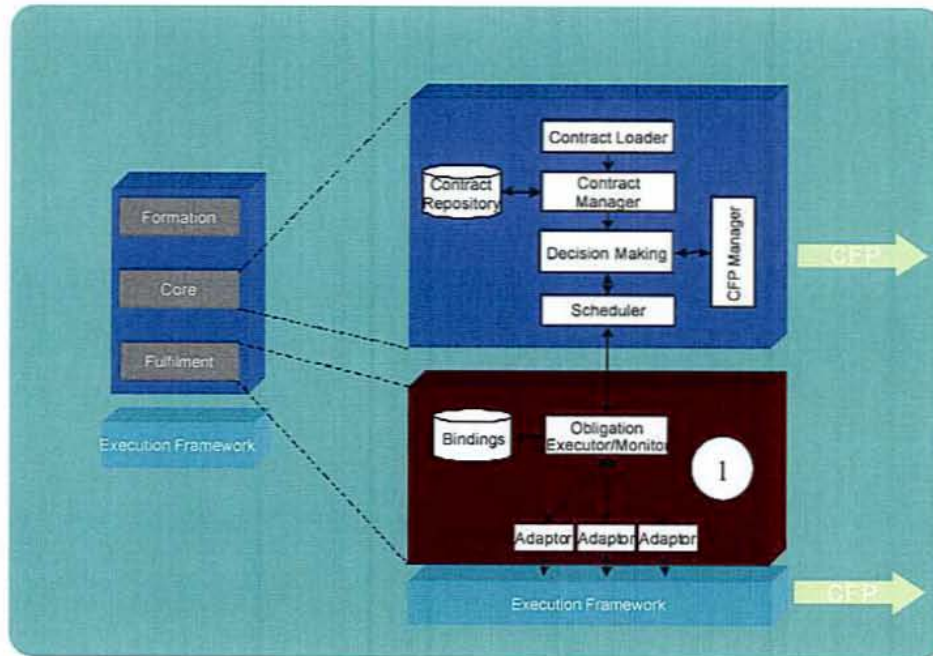 Contract Loader
Contract
Repository
Contract
Manager
Formation
CFP Manager
Decision Making
CFP
Core
Scheduler
Fulfilment
Execution Framework
Bindings
Obligation
Executor/Monitor
1
Adaptor
Adaptor
Adaptor
Execution Framework
CFP